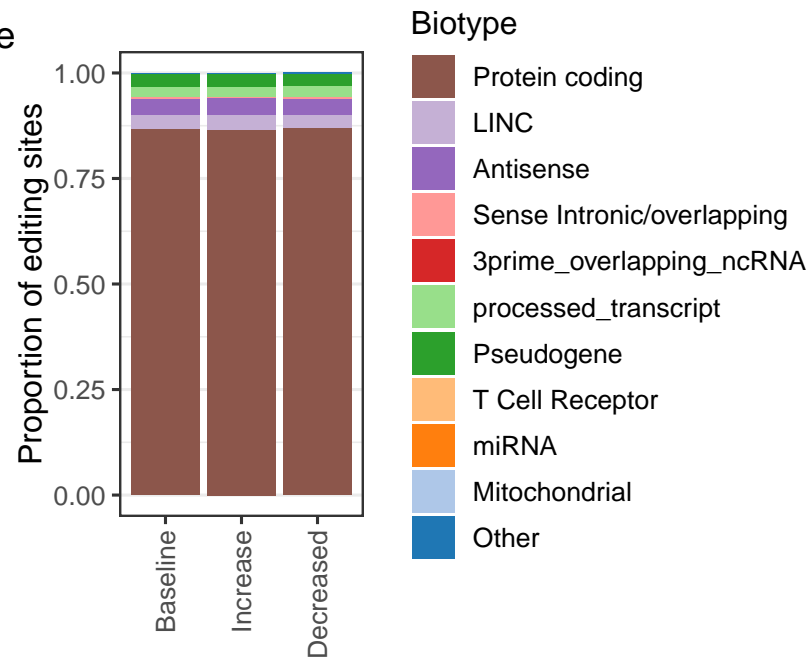 e
Biotype
Proportion of editing sites
1.00
0.75
0.50
0.25
0.00
Baseline
Increase
Decreased
Protein coding
LINC
Antisense
Sense Intronic/overlapping
3prime_overlapping_ncRNA
processed_transcript
Pseudogene
T Cell Receptor
miRNA
Mitochondrial
Other